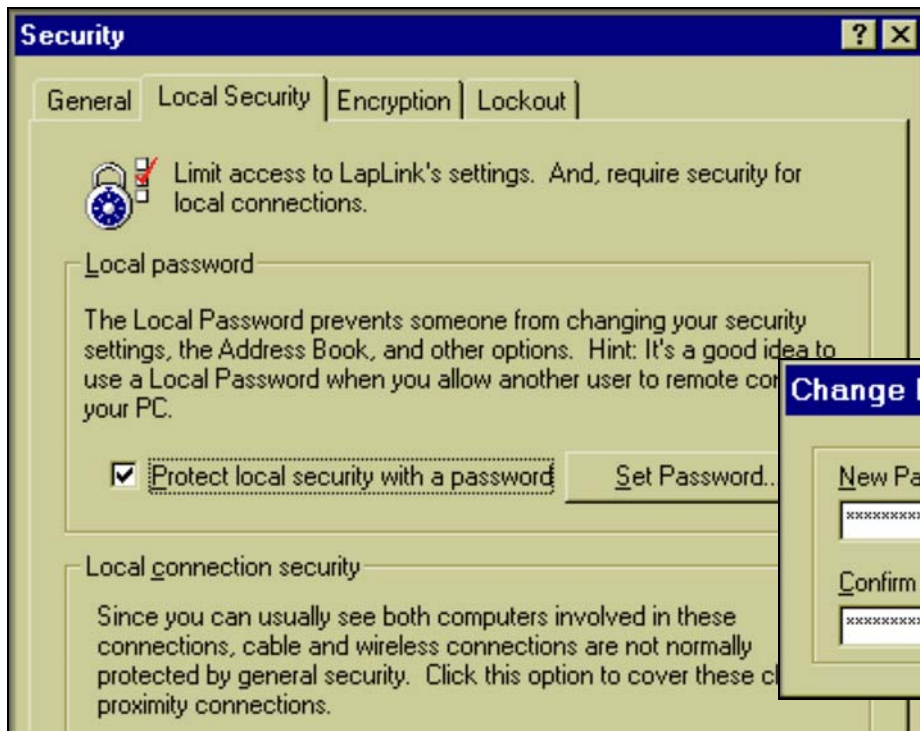 Security
General Local Security Encryption Lockout
Limit access to LapLink's settings. And, require security for
local connections.
Local password
The Local Password prevents someone from changing your security
settings, the Address Book, and other options. Hint: It's a good idea to
use a Local Password when you allow another user to remote con
your PC.
Protect local security with a password Set Password..
Local connection security
Since you can usually see both computers involved in these
connections, cable and wireless connections are not normally
protected by general security. Click this option to cover these cl
proximity connections.
Change
New Pa
xxxxxxxxx
Confirm
xxxxxxxxx